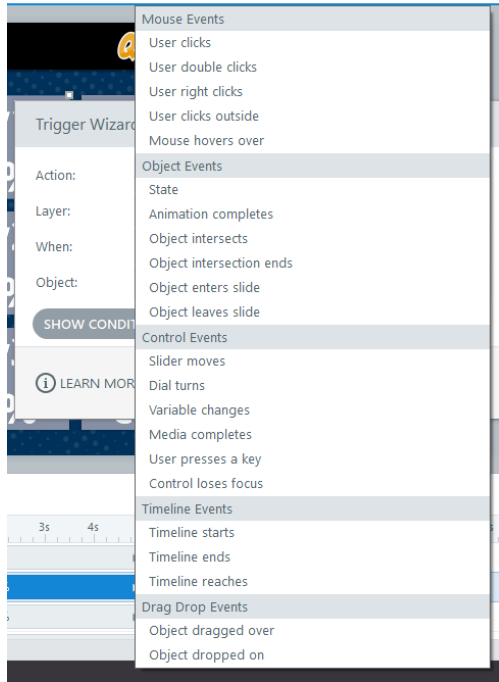 Mouse Events
User clicks
User double clicks
User right clicks
User clicks outside
Mouse hovers over
Object Events
State
Animation completes
Object intersects
Object intersection ends
Object enters slide
Object leaves slide
Control Events
Slider moves
Dial turns
Variable changes
Media completes
User presses a key
Control loses focus
Timeline Events
Timeline starts
Timeline ends
Timeline reaches
Drag Drop Events
Object dragged over
Object dropped on
Trigger Wizard
Action:
Layer:
When:
Object:
SHOW CONDIT
LEARN MOR
3s 4s